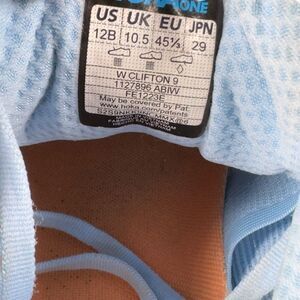 ONE
US UK EU JPN
12B 10.5 45⅓ 29
W CLIFTON 9
1127896 ABIW
FE1223E
May be covered by Pat.
www.hoka.com/patents